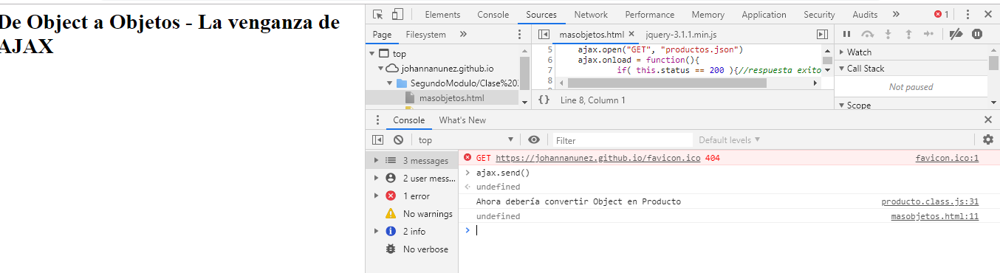 De Object a Objetos - La venganza de
AJAX
Elements Console Sources Network Performance Memory Application Security Audits » 1
Page Filesystem »
masobjetos.html × jquery-3.1.1.min.js
top
johannanunez.github.io
SegundoModulo/Clase%20
masobjetos.html
5 ajax.open("GET", "productos.json")
6 ajax.onload = function(){
7 if( this.status == 200 ){//respuesta exito
8
{} Line 8, Column 1
Watch
Call Stack
Not paused
Scope
Console What's New
top Filter Default levels
3 messages
2 user mess...
1 error
No warnings
2 info
No verbose
GET https://johannanunez.github.io/favicon.ico 404 favicon.ico:1
ajax.send()
undefined
Ahora debería convertir Object en Producto producto.class.js:31
undefined masobjetos.html:11